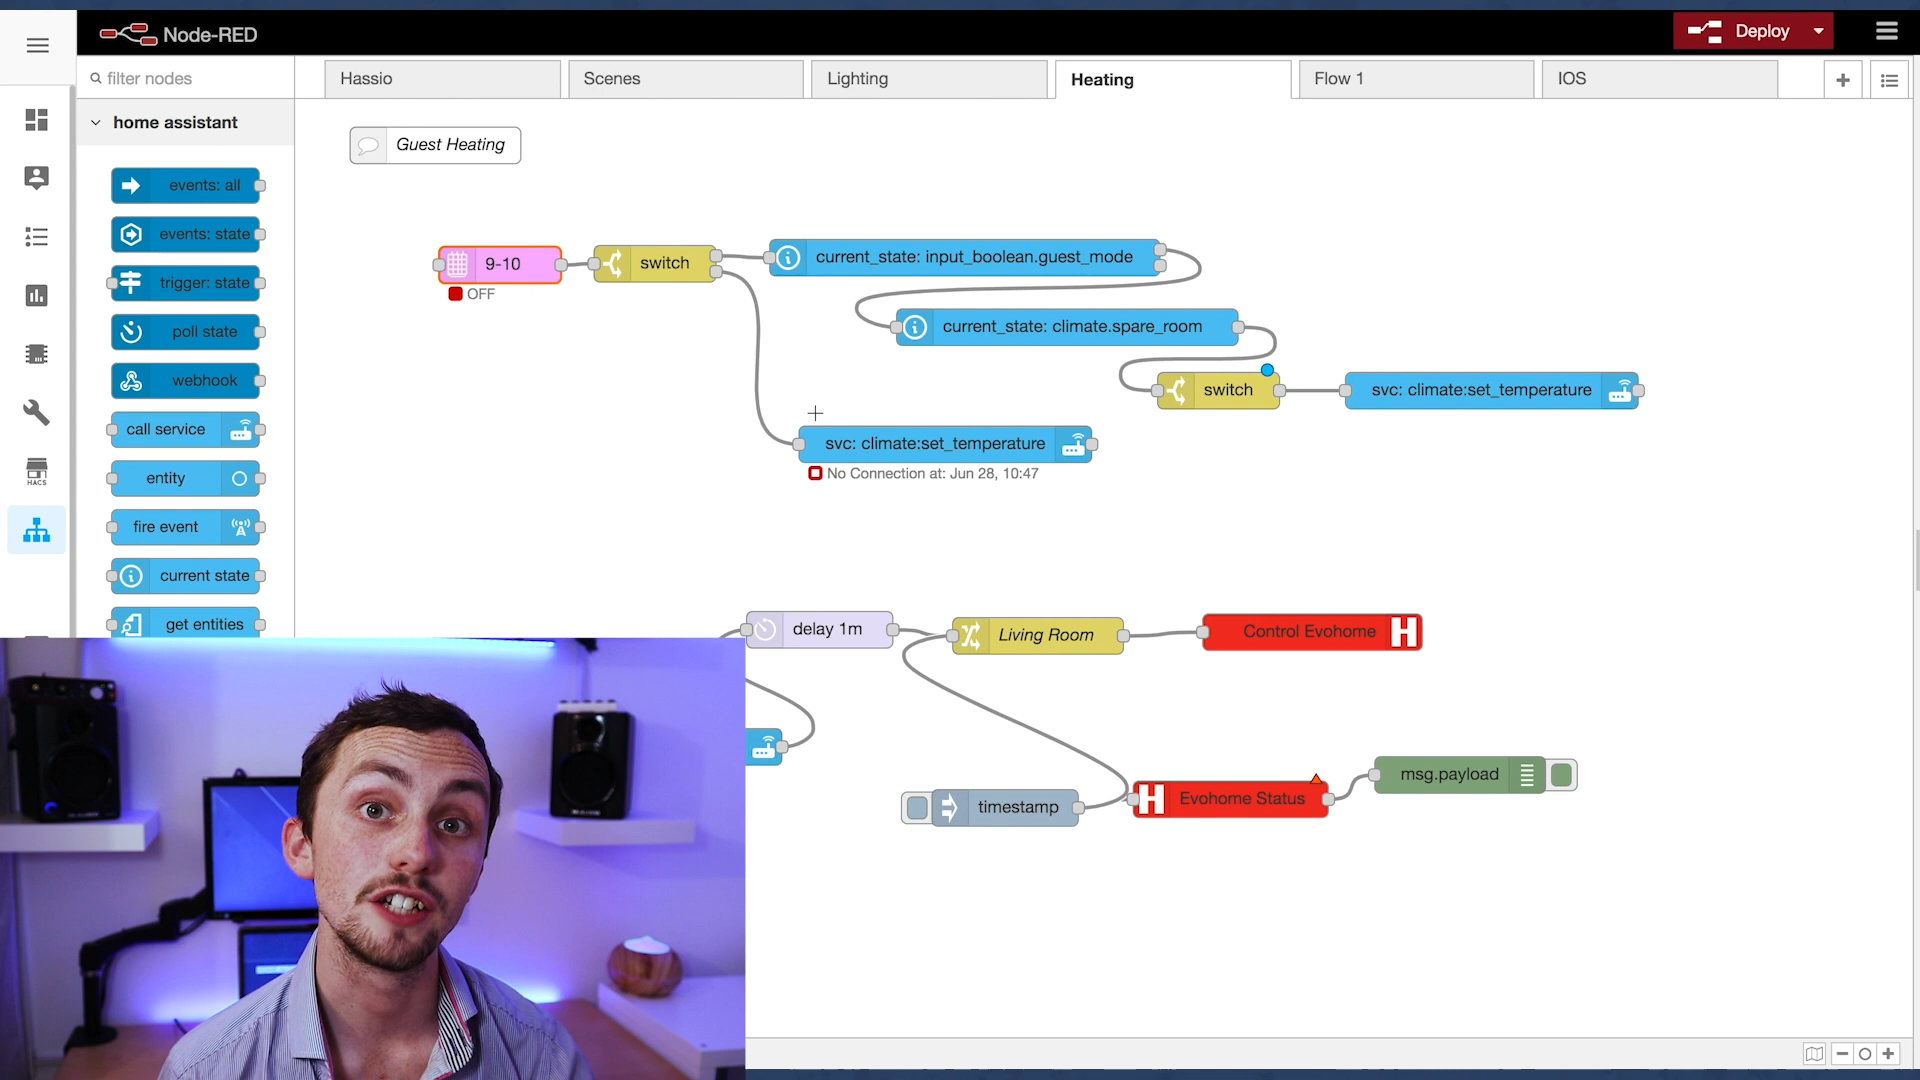 Node-RED
Deploy
filter nodes
Hassio
Scenes
Lighting
Heating
Flow 1
IOS
home assistant
Guest Heating
events: all
events: state
trigger: state
poll state
webhook
call service
entity
fire event
current state
get entities
HACS
9-10
OFF
switch
current_state: input_boolean.guest_mode
current_state: climate.spare_room
switch
svc: climate:set_temperature
svc: climate:set_temperature
No Connection at: Jun 28, 10:47
delay 1m
Living Room
Control Evohome
H
timestamp
H
Evohome Status
msg.payload